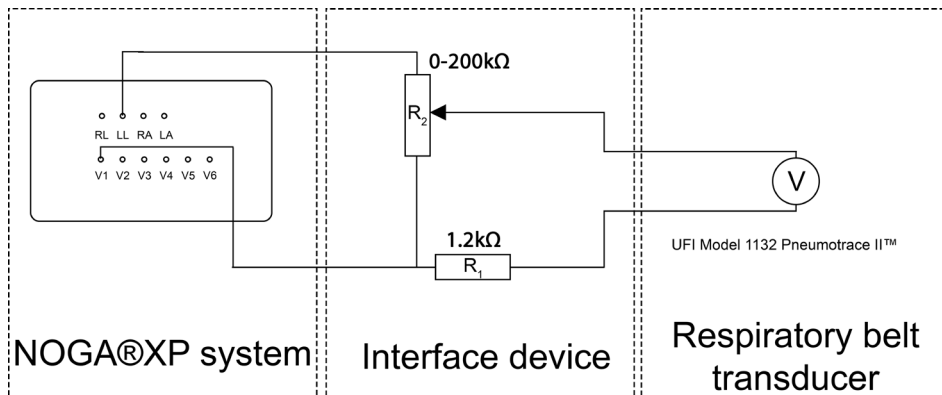 0-200kΩ
R2
RL LL RA LA
V1 V2 V3 V4 V5 V6
V
1.2kΩ
R1
UFI Model 1132 Pneumotrace II™
NOGA®XP system
Interface device
Respiratory belt
transducer